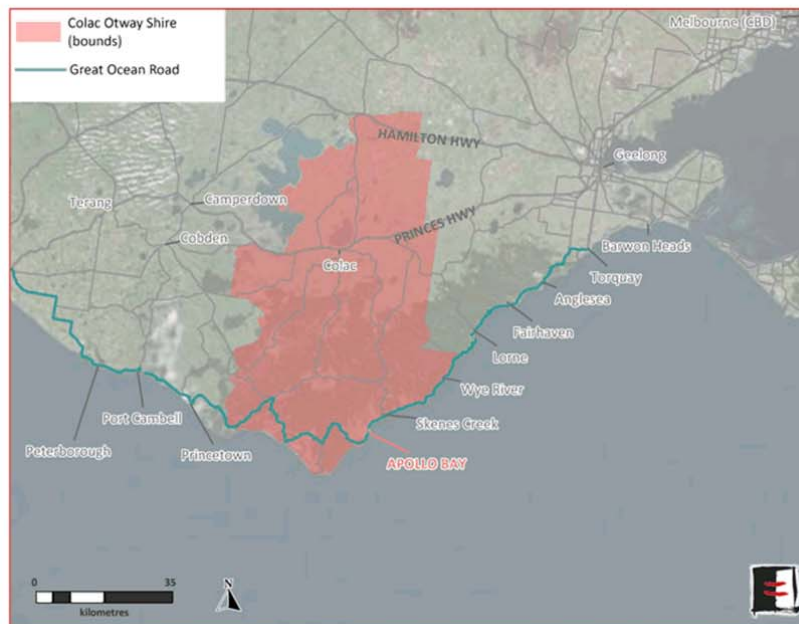 Colac Otway Shire
(bounds)
Great Ocean Road
Melbourne (CBD)
HAMILTON HWY
Geelong
Terang
Camperdown
PRINCES HWY
Cobden
Barwon Heads
Colac
Torquay
Anglesea
Fairhaven
Lorne
Wye River
Port Cambell
Skenes Creek
Peterborough
Princetown
APOLLO BAY
0
35
kilometres
N